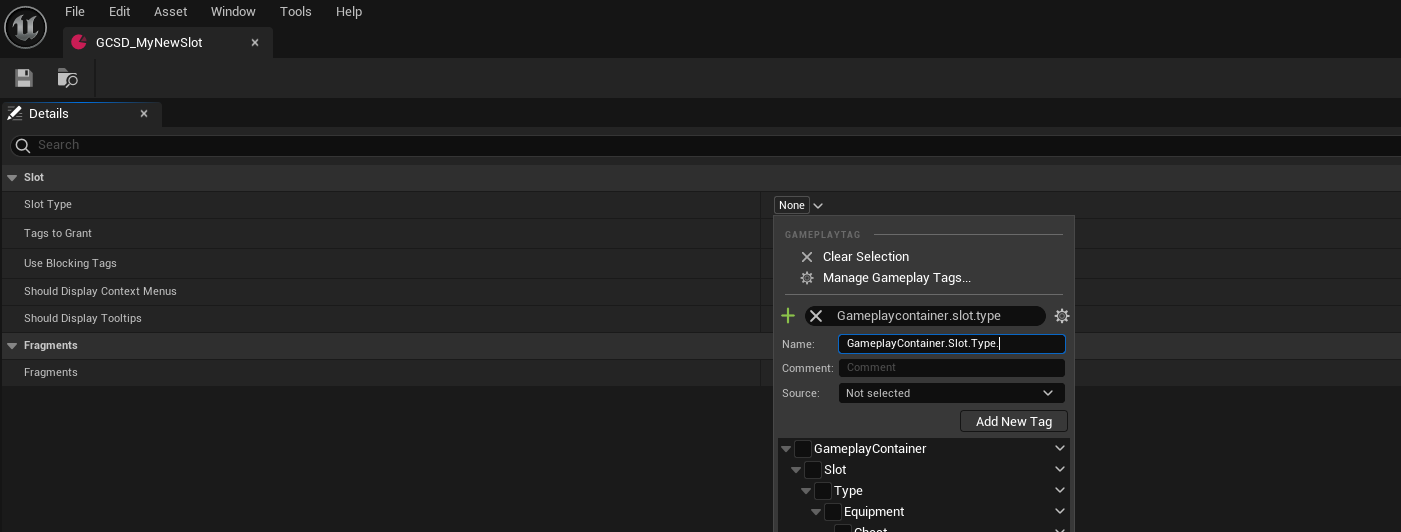 File Edit Asset Window Tools Help
GCSD_MyNewSlot
Details
Search
Slot
Slot Type None
GAMEPLAYTAG
Tags to Grant
Clear Selection
Use Blocking Tags
Manage Gameplay Tags...
Should Display Context Menus
Should Display Tooltips
Gameplaycontainer.slot.type
Fragments
Name: GameplayContainer.Slot.Type.
Fragments
Comment: Comment
Source: Not selected
Add New Tag
GameplayContainer
Slot
Type
Equipment
Chest